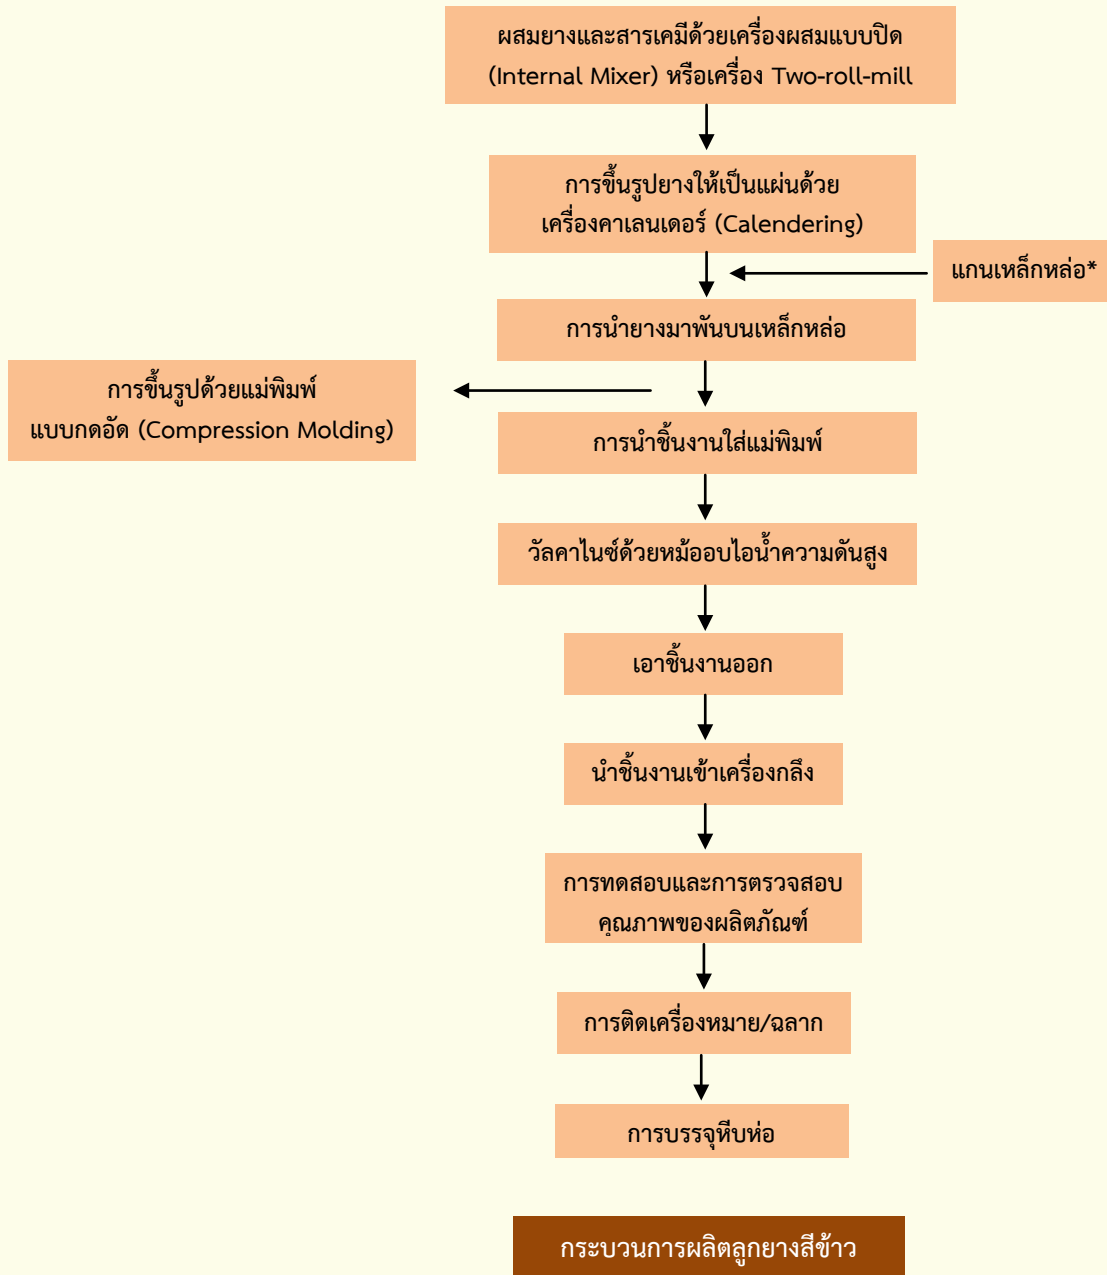 ผสมยางและสารเคมีด้วยเครื่องผสมแบบปิด
(Internal Mixer) หรือเครื่อง Two-roll-mill
การขึ้นรูปยางให้เป็นแผ่นด้วย
เครื่องคาเลนเดอร์ (Calendering)
แกนเหล็กหล่อ*
การนำยางมาพันบนเหล็กหล่อ
การขึ้นรูปด้วยแม่พิมพ์
แบบกดอัด (Compression Molding)
การนำชิ้นงานใส่แม่พิมพ์
วัลคาไนซ์ด้วยหม้ออบไอน้ำความดันสูง
เอาชิ้นงานออก
นำชิ้นงานเข้าเครื่องกลึง
การทดสอบและการตรวจสอบ
คุณภาพของผลิตภัณฑ์
การติดเครื่องหมาย/ฉลาก
การบรรจุหีบห่อ
กระบวนการผลิตลูกยางสีข้าว